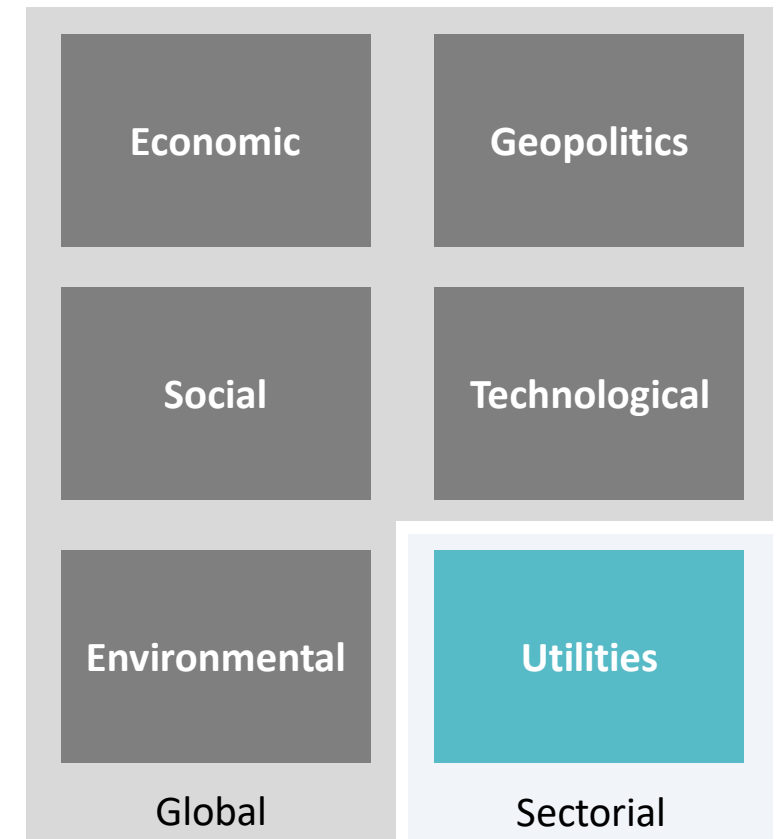 Economic
Geopolitics
Social
Technological
Environmental
Utilities
Global
Sectorial